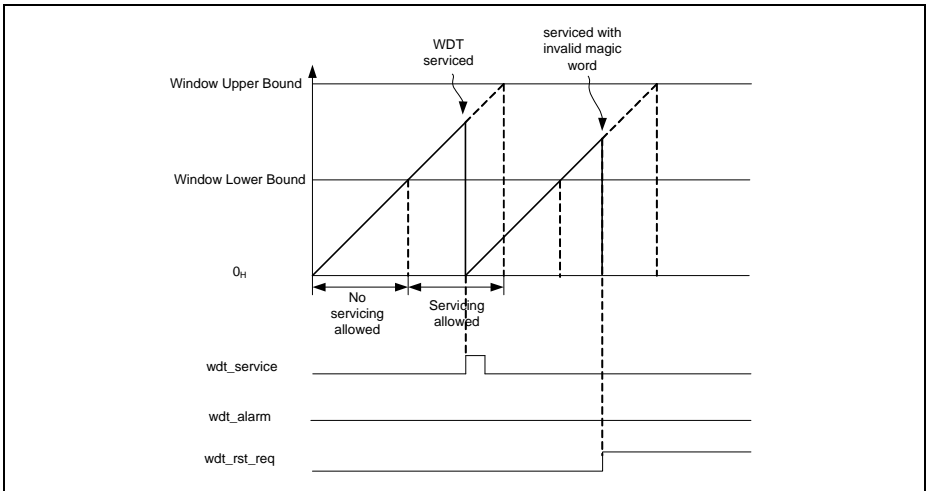 WDT
serviced
serviced with
invalid magic
word
Window Upper Bound
Window Lower Bound
0H
No
servicing
allowed
Servicing
allowed
wdt_service
wdt_alarm
wdt_rst_req